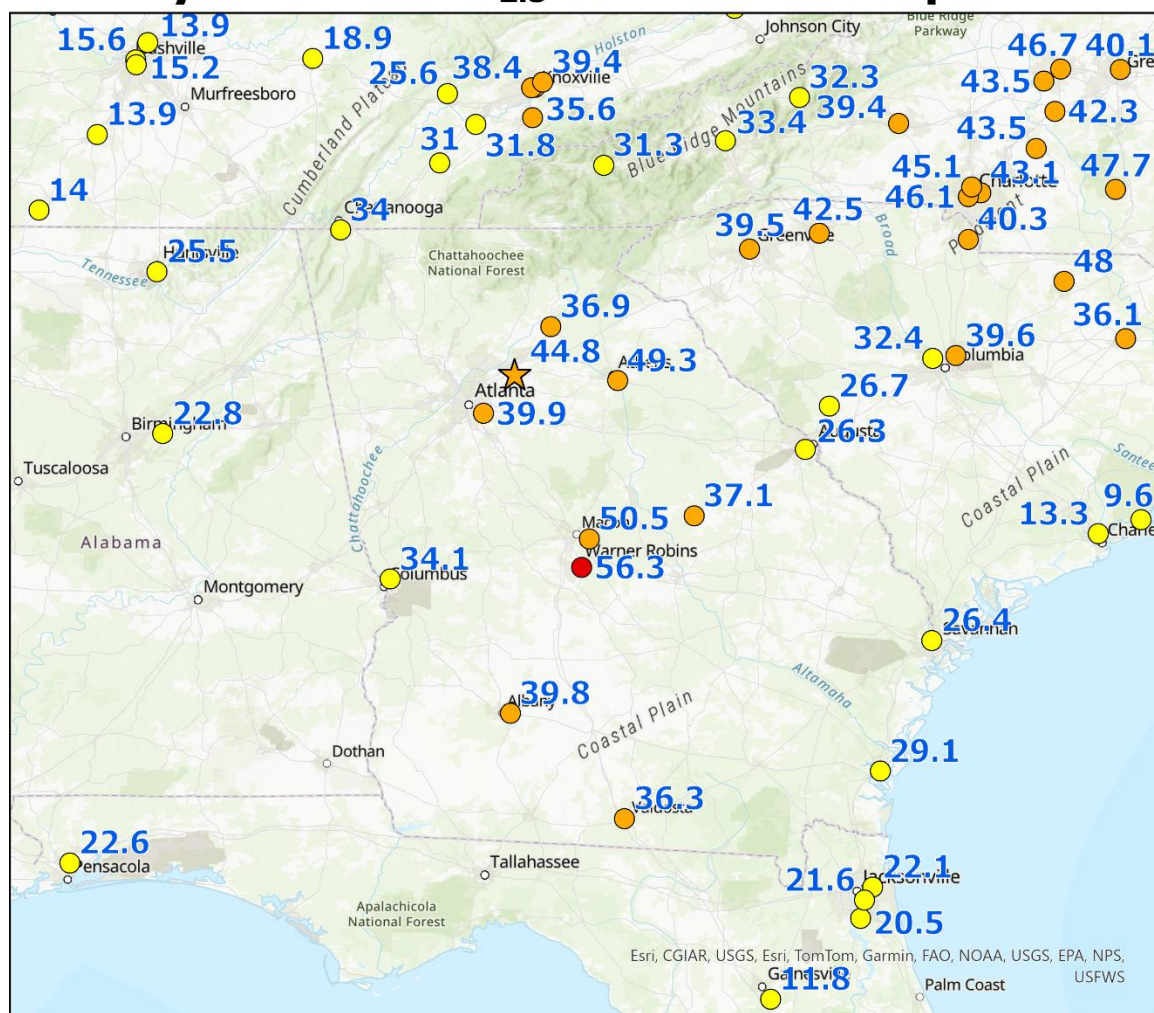 2.5
Johnson City
Blue Ridge
Parkway
13.9
15.6
15.2
Murfreesboro
13.9
14
18.9
Cumberland Plateau
25.6
38.4
39.4
Knoxville
Holston
35.6
31.8
31
31.3
Blue Ridge Mountains
32.3
33.4
39.4
46.7
40.1
43.5
42.3
43.5
47.7
45.1
43.1
Charlotte
46.1
40.3
Piedmont
Chattanooga
34
Huntsville
25.5
Tennessee
Chattahoochee
National Forest
39.5
42.5
Greenville
Broad
48
36.1
36.9
44.8
49.3
Athens
Atlanta
39.9
32.4
39.6
Columbia
26.7
26.3
Augusta
22.8
Birmingham
Tuscaloosa
Alabama
Chattahoochee
Santee
Coastal Plain
9.6
13.3
37.1
50.5
Macon
Warner Robins
56.3
34.1
Columbus
Montgomery
26.4
Savannah
Altamaha
39.8
Albany
Coastal Plain
Dothan
29.1
36.3
Valdosta
22.6
Pensacola
Tallahassee
Apalachicola
National Forest
22.1
21.6
Jacksonville
20.5
Esri, CGIAR, USGS, Esri, TomTom, Garmin, FAO, NOAA, USGS, EPA, NPS,
USFWS
Gainesville
11.8
Palm Coast